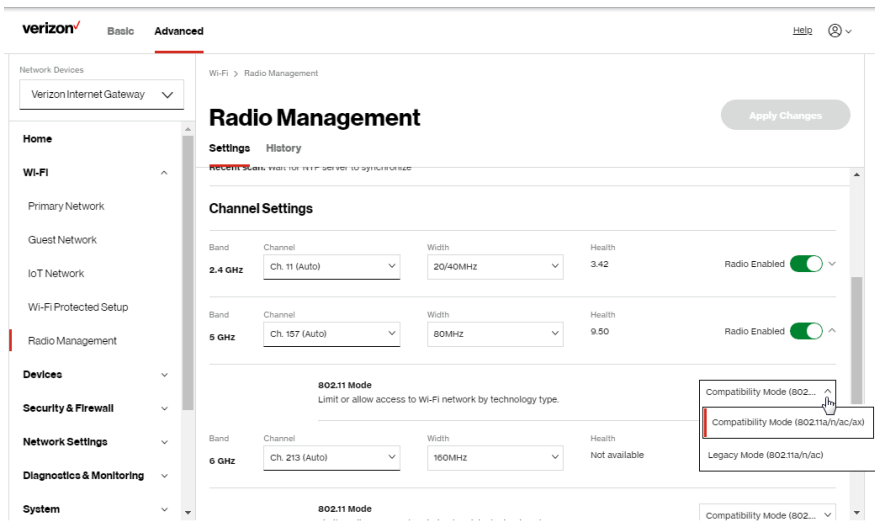 verizon Basic Advanced Help
Network Devices
Verizon Internet Gateway
Wi-Fi > Radio Management
Radio Management
Apply Changes
Settings History
Home
Wi-Fi
Primary Network
Guest Network
IoT Network
Wi-Fi Protected Setup
Radio Management
Devices
Security & Firewall
Network Settings
Diagnostics & Monitoring
System
Recent scan: Wait for NTP server to synchronize
Channel Settings
Band Channel Width Health
2.4 GHz Ch. 11 (Auto) 20/40MHz 3.42 Radio Enabled
Band Channel Width Health
5 GHz Ch. 157 (Auto) 80MHz 9.50 Radio Enabled
802.11 Mode
Limit or allow access to Wi-Fi network by technology type.
Compatibility Mode (802....
Compatibility Mode (802.11a/n/ac/ax)
Legacy Mode (802.11a/n/ac)
Band Channel Width Health
6 GHz Ch. 213 (Auto) 160MHz Not available
802.11 Mode
Compatibility Mode (802....